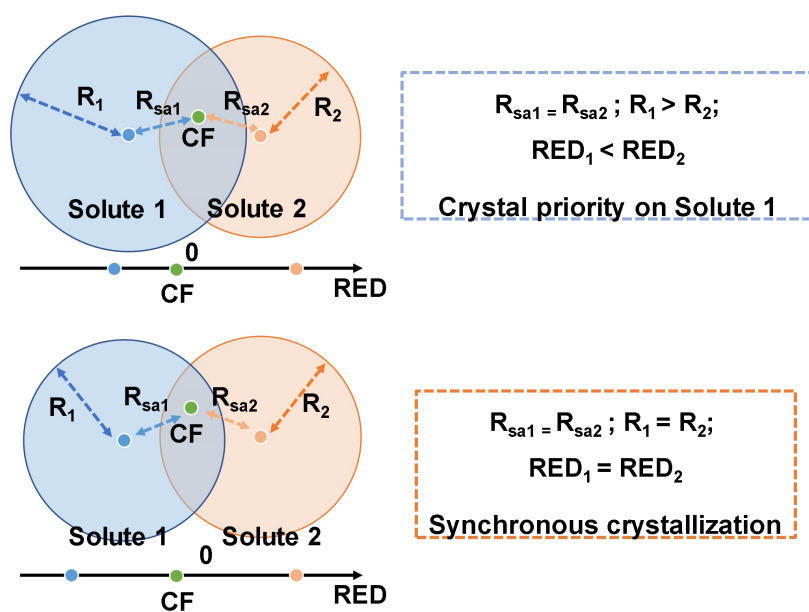 R1
Rsa1
Rsa2
R2
CF
Solute 1
Solute 2
0
CF
RED
Rsa1 = Rsa2 ; R1 > R2;
RED1 < RED2
Crystal priority on Solute 1
R1
Rsa1
Rsa2
R2
CF
Solute 1
Solute 2
0
CF
RED
Rsa1 = Rsa2 ; R1 = R2;
RED1 = RED2
Synchronous crystallization